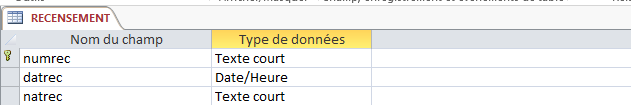 RECENSEMENT
Nom du champ Type de données
numrec Texte court
datrec Date/Heure
natrec Texte court